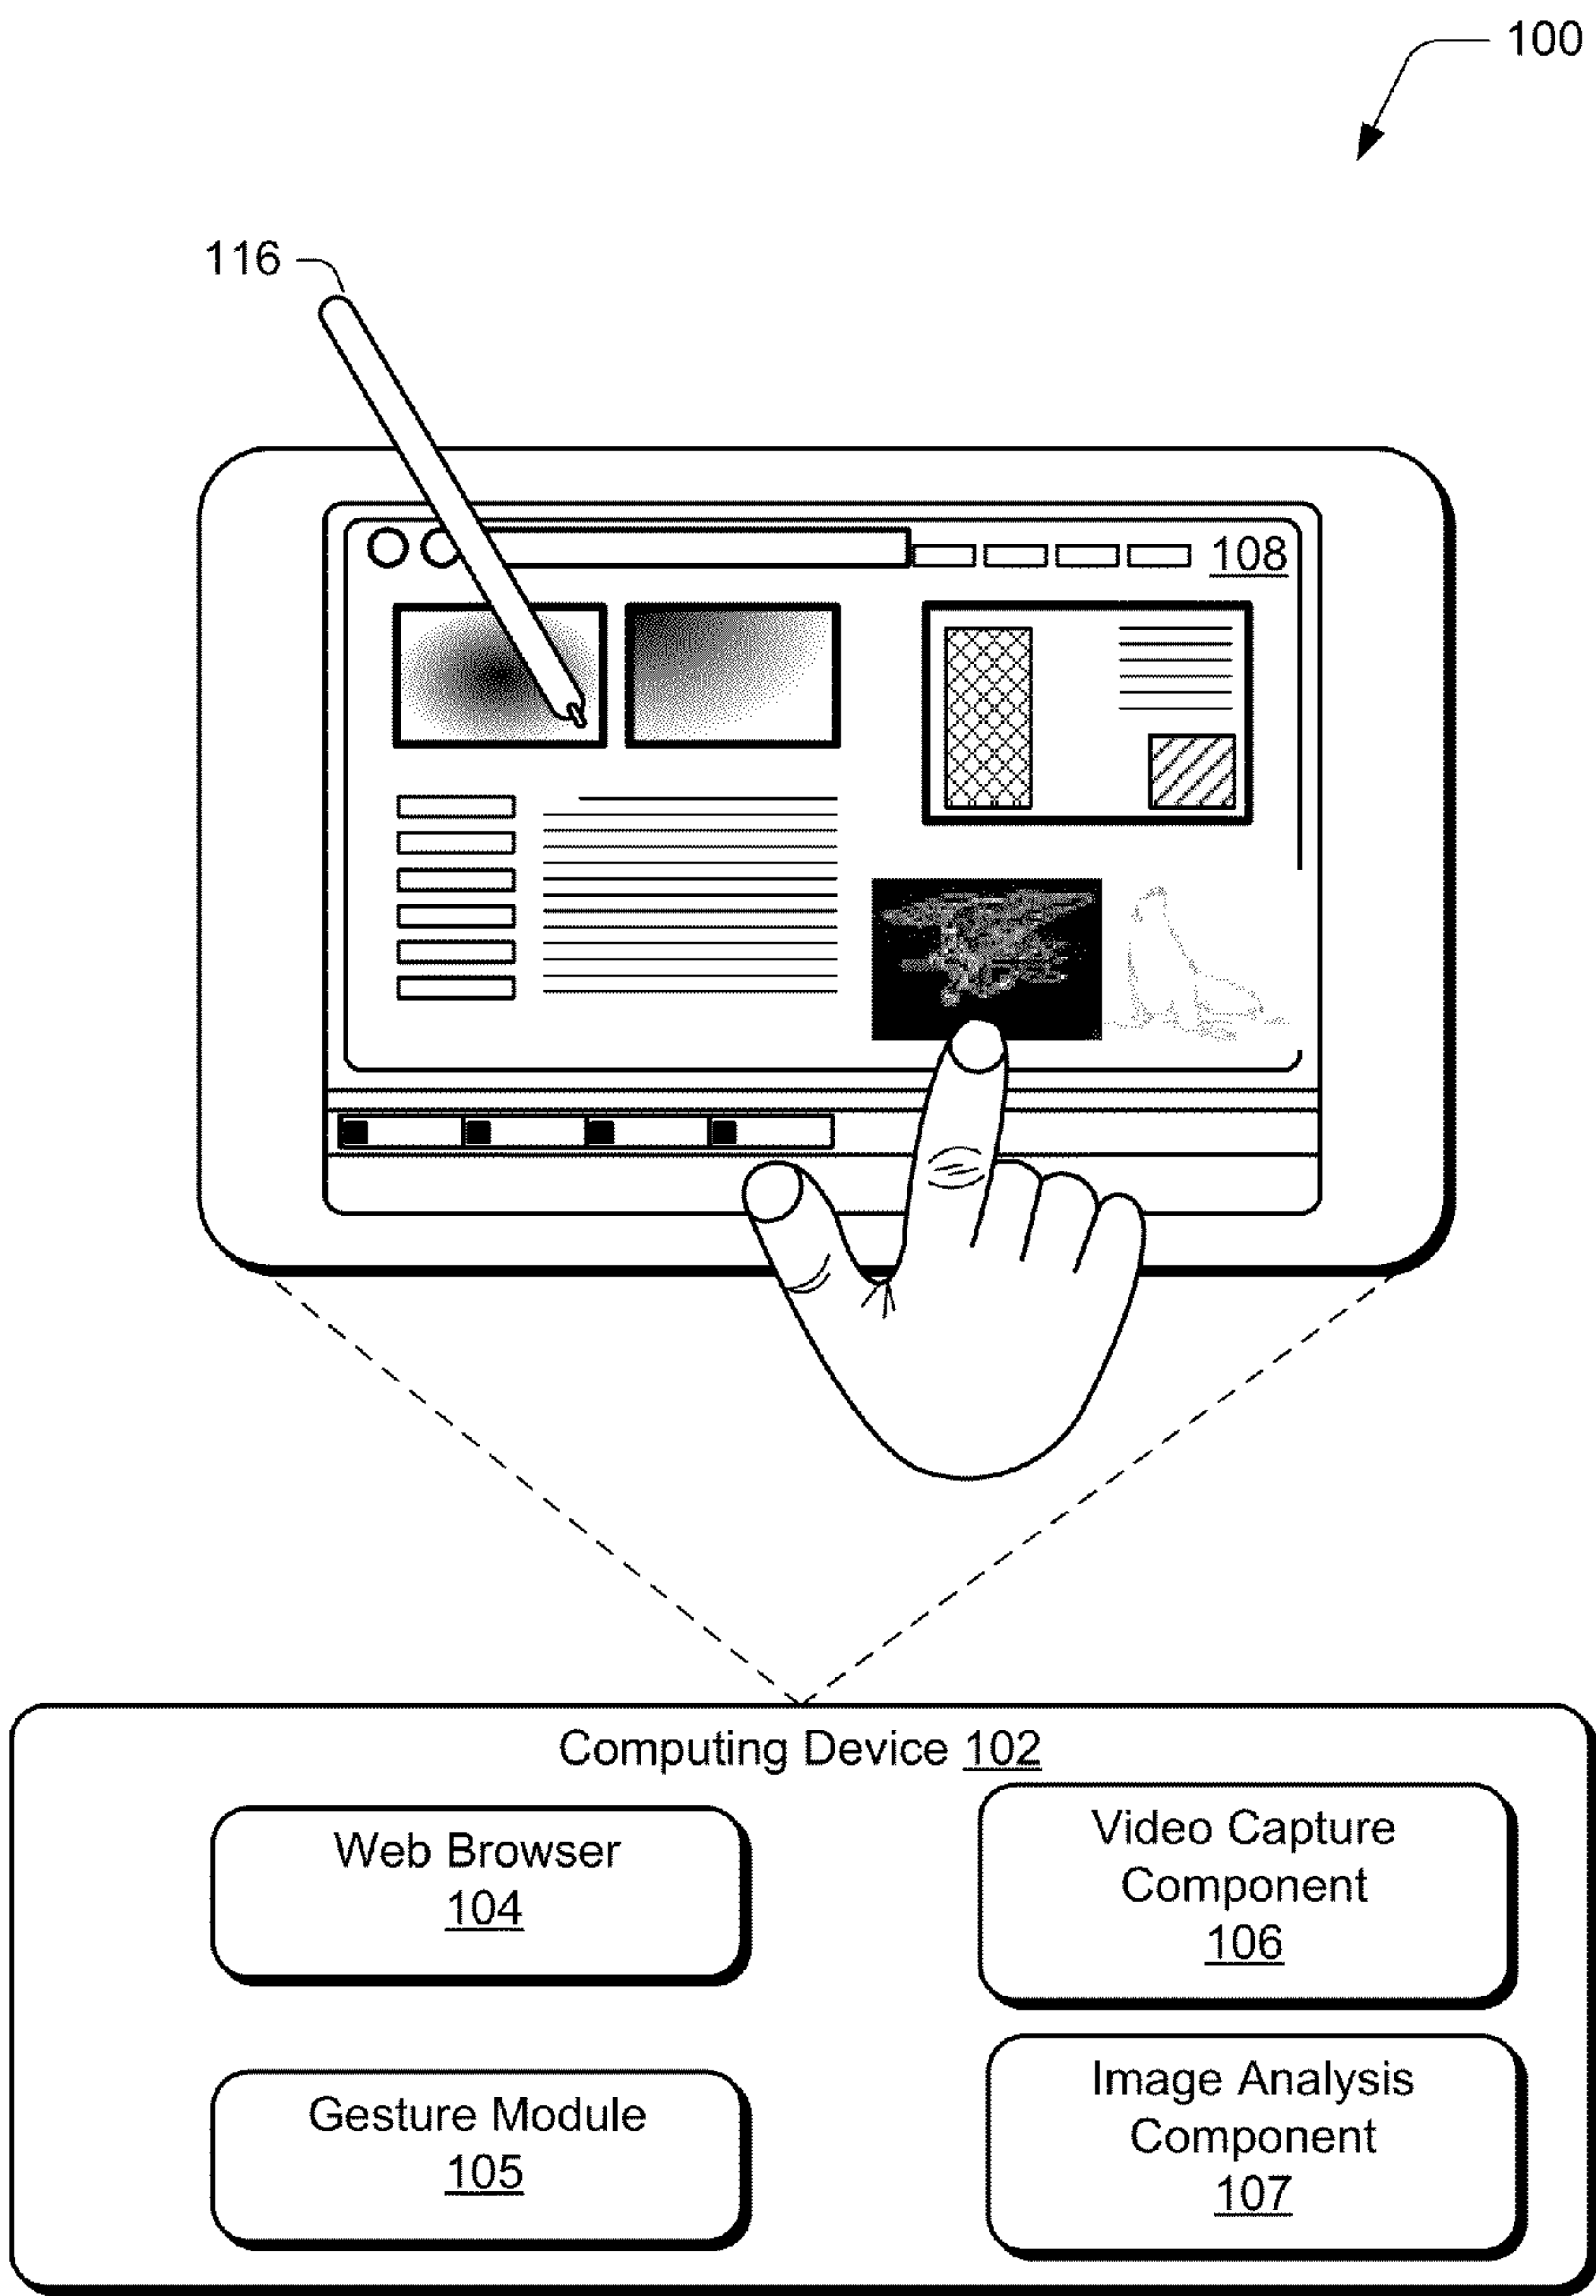 100
116
108
Computing Device 102
Web Browser
104
Video Capture
Component
106
Gesture Module
105
Image Analysis
Component
107